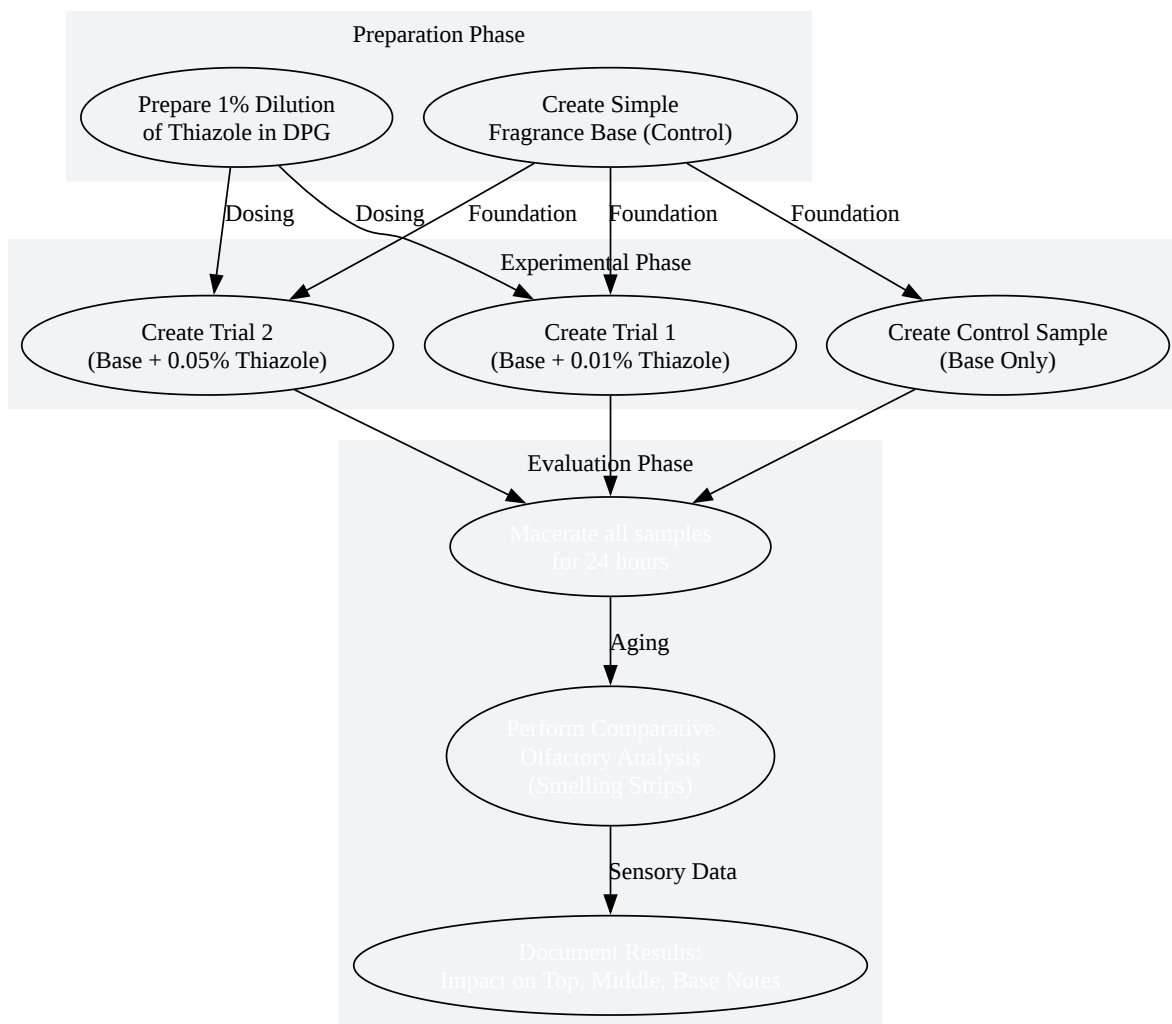 Preparation Phase
Prepare 1% Dilution
of Thiazole in DPG
Create Simple
Fragrance Base (Control)
Dosing
Dosing
Foundation
Foundation
Foundation
Experimental Phase
Create Trial 2
(Base + 0.05% Thiazole)
Create Trial 1
(Base + 0.01% Thiazole)
Create Control Sample
(Base Only)
Evaluation Phase
Macerate all samples
for 24 hours
Aging
Perform Comparative
Olfactory Analysis
(Smelling Strips)
Sensory Data
Document Results:
Impact on Top, Middle, Base Notes